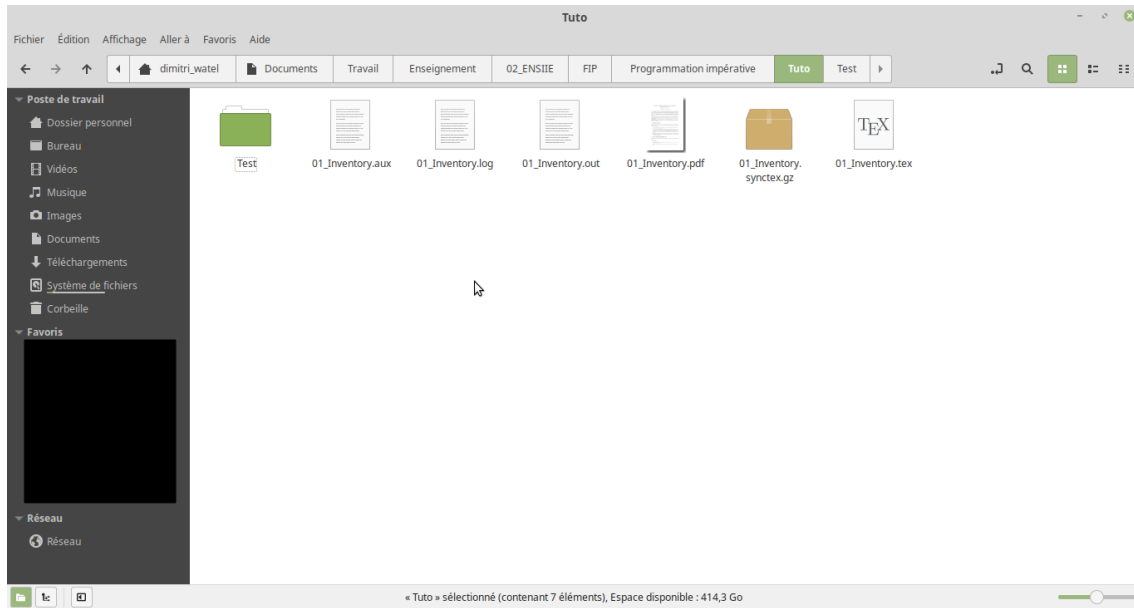 Tuto
Fichier Édition Affichage Aller à Favoris Aide
dimitri_watel Documents Travail Enseignement 02_ENSIIE FIP Programmation impérative Tuto Test
Poste de travail
Dossier personnel
Bureau
Vidéos
Musique
Images
Documents
Téléchargements
Système de fichiers
Corbeille
Favoris
Réseau
Réseau
TEX
Test 01_Inventory.aux 01_Inventory.log 01_Inventory.out 01_Inventory.pdf 01_Inventory. 01_Inventory.tex
synctex.gz
« Tuto » sélectionné (contenant 7 éléments), Espace disponible : 414,3 Go